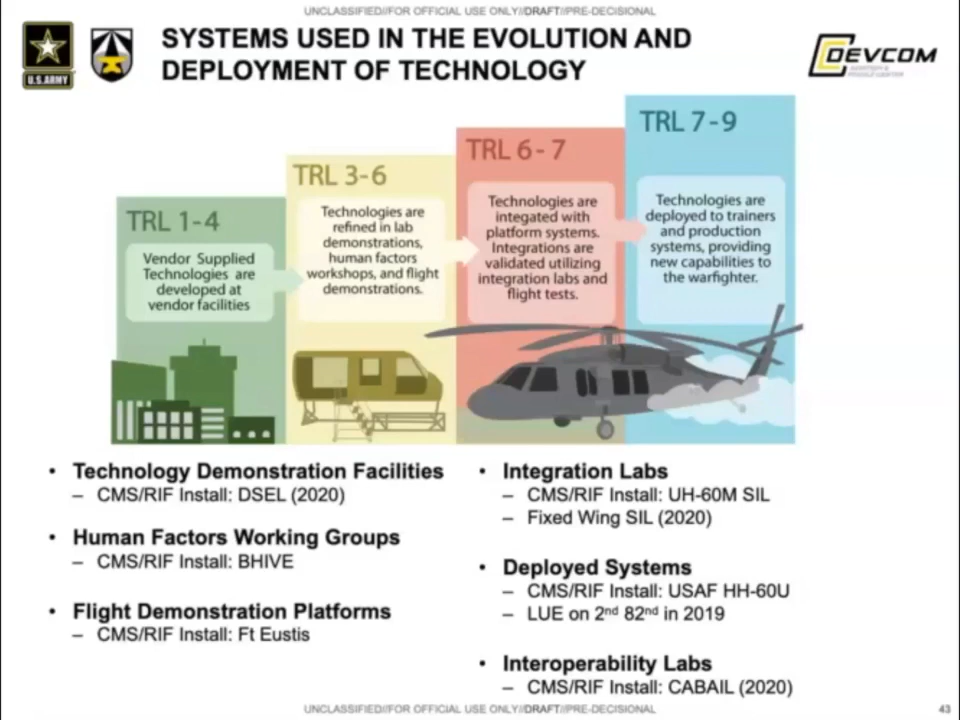 UNCLASSIFIED//FOR OFFICIAL USE ONLY//DRAFT//PRE-DECISIONAL
U.S.ARMY
SYSTEMS USED IN THE EVOLUTION AND
DEPLOYMENT OF TECHNOLOGY
DEVCOM
TRL 1-4
Vendor Supplied
Technologies are
developed at
vendor facilities
TRL 3-6
Technologies are
refined in lab
demonstrations,
human factors
workshops, and flight
demonstrations.
TRL 6-7
Technologies are
integated with
platform systems.
Integrations are
validated utilizing
integration labs and
flight tests.
TRL 7-9
Technologies are
deployed to trainers
and production
systems, providing
new capabilities to
the warfighter.
• Technology Demonstration Facilities
– CMS/RIF Install: DSEL (2020)
• Human Factors Working Groups
– CMS/RIF Install: BHIVE
• Flight Demonstration Platforms
– CMS/RIF Install: Ft Eustis
• Integration Labs
– CMS/RIF Install: UH-60M SIL
– Fixed Wing SIL (2020)
• Deployed Systems
– CMS/RIF Install: USAF HH-60U
– LUE on 2nd 82nd in 2019
• Interoperability Labs
– CMS/RIF Install: CABAIL (2020)
UNCLASSIFIED//FOR OFFICIAL USE ONLY//DRAFT//PRE-DECISIONAL
43